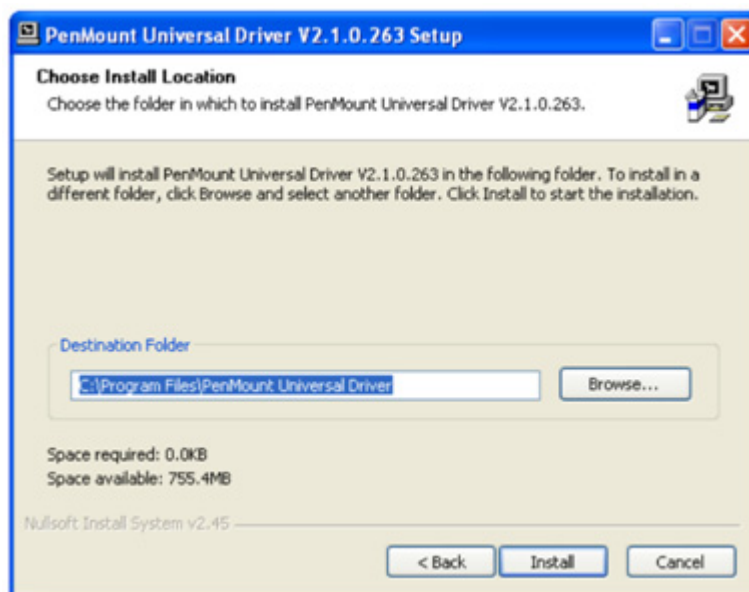 PenMount Universal Driver V2.1.0.263 Setup
Choose Install Location
Choose the folder in which to install PenMount Universal Driver V2.1.0.263.
Setup will install PenMount Universal Driver V2.1.0.263 in the following folder. To install in a
different folder, click Browse and select another folder. Click Install to start the installation.
Destination Folder
C:\Program Files\PenMount Universal Driver
Browse...
Space required: 0.0KB
Space available: 755.4MB
Nullsoft Install System v2.45
< Back Install Cancel